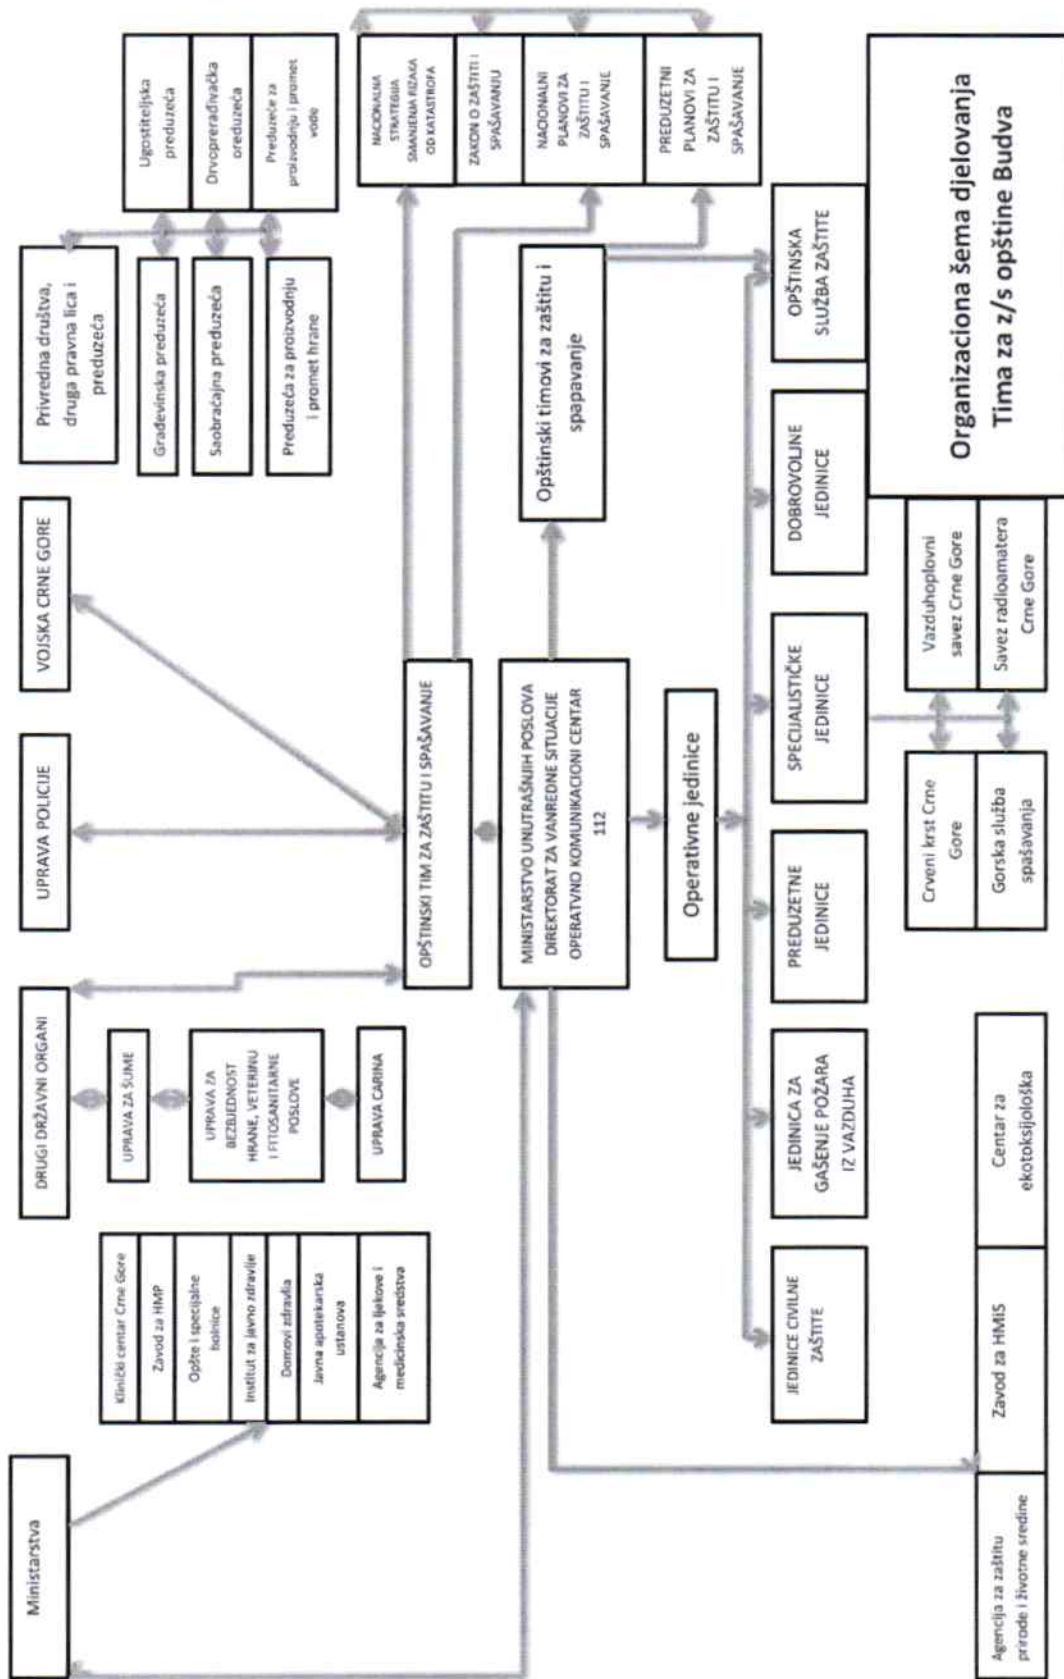 Ministarstva
DRUGI DRŽAVNI ORGANI
UPRAVA POLICIJE
VOJSKA CRNE GORE
Privredna društva,
druga pravna lica i
preduzeća
Klinički centar Crne Gore
Zavod za HMP
Opšte i specijalne
bolnice
Institut za javno zdravlje
Domovi zdravlia
Javna apotekarska
ustanova
Agencija za ljekove i
medicinska sredstva
UPRAVA ZA ŠUME
UPRAVA ZA
BEZBJEDNOST
HRANE, VETERINU
I FITOSANITARNE
POSLOVE
UPRAVA CARINA
Građevinska preduzeća
Saobraćajna preduzeća
Preduzeća za proizvodnju
i promet hrane
Ugostiteljska
preduzeća
Drvoprerađivačka
preduzeća
Preduzeće za
proizvodnju i promet
vode
OPŠTINSKI TIM ZA ZAŠTITU I SPAŠAVANJE
MINISTARSTVO UNUTRAŠNJIH POSLOVA
DIREKTORAT ZA VANREDNE SITUACIJE
OPERATVNO KOMUNIKACIONI CENTAR
112
NACIONALNA
STRATEGIJA
SMANJENJA RIZAKA
OD KATASTROFA
ZAKON O ZAŠTITI I
SPAŠAVANJU
NACIONALNI
PLANOVI ZA
ZAŠTITU I
SPAŠAVANJE
PREDUZETNI
PLANOVI ZA
ZAŠTITU I
SPAŠAVANJE
Opštinski timovi za zaštitu i
spapavanje
Operativne jedinice
JEDINICE CIVILNE
ZAŠTITE
JEDINICA ZA
GAŠENJE POŽARA
IZ VAZDUHA
PREDUZETNE
JEDINICE
SPECIJALISTIČKE
JEDINICE
DOBROVOLJNE
JEDINICE
OPŠTINSKA
SLUŽBA ZAŠTITE
Crveni krst Crne
Gore
Vazduhoplovni
savez Crne Gore
Gorska služba
spašavanja
Savez radioamatera
Crne Gore
Agencija za zaštitu
prirode i životne sredine
Zavod za HMiS
Centar za
ekotoksijološka
Organizaciona šema djelovanja
Tima za z/s opštine Budva